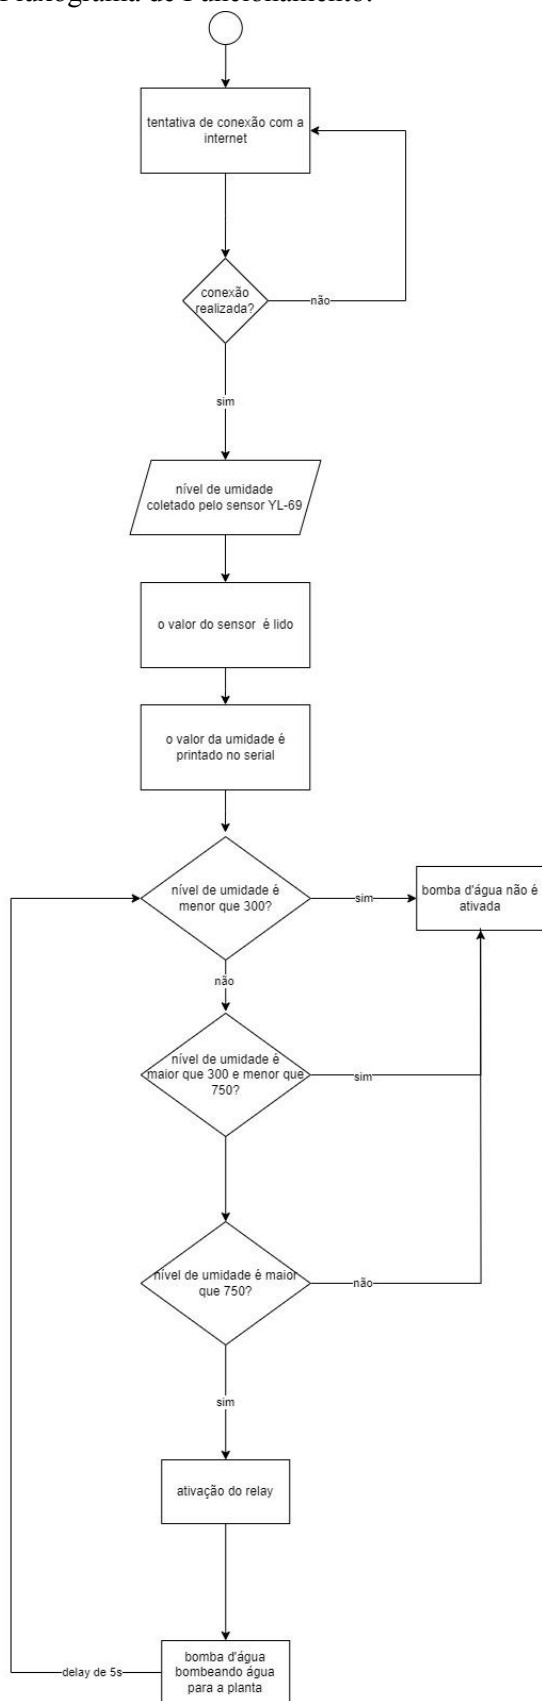 Fluxograma de Funcionamento:
tentativa de conexão com a
internet
conexão
realizada?
não
sim
nível de umidade
coletado pelo sensor YL-69
o valor do sensor é lido
o valor da umidade é
printado no serial
nível de umidade é
menor que 300?
sim
bomba d'água não é
ativada
não
nível de umidade é
maior que 300 e menor que
750?
sim
nível de umidade é maior
que 750?
não
sim
ativação do relay
bomba d'água
bombeando água
para a planta
delay de 5s